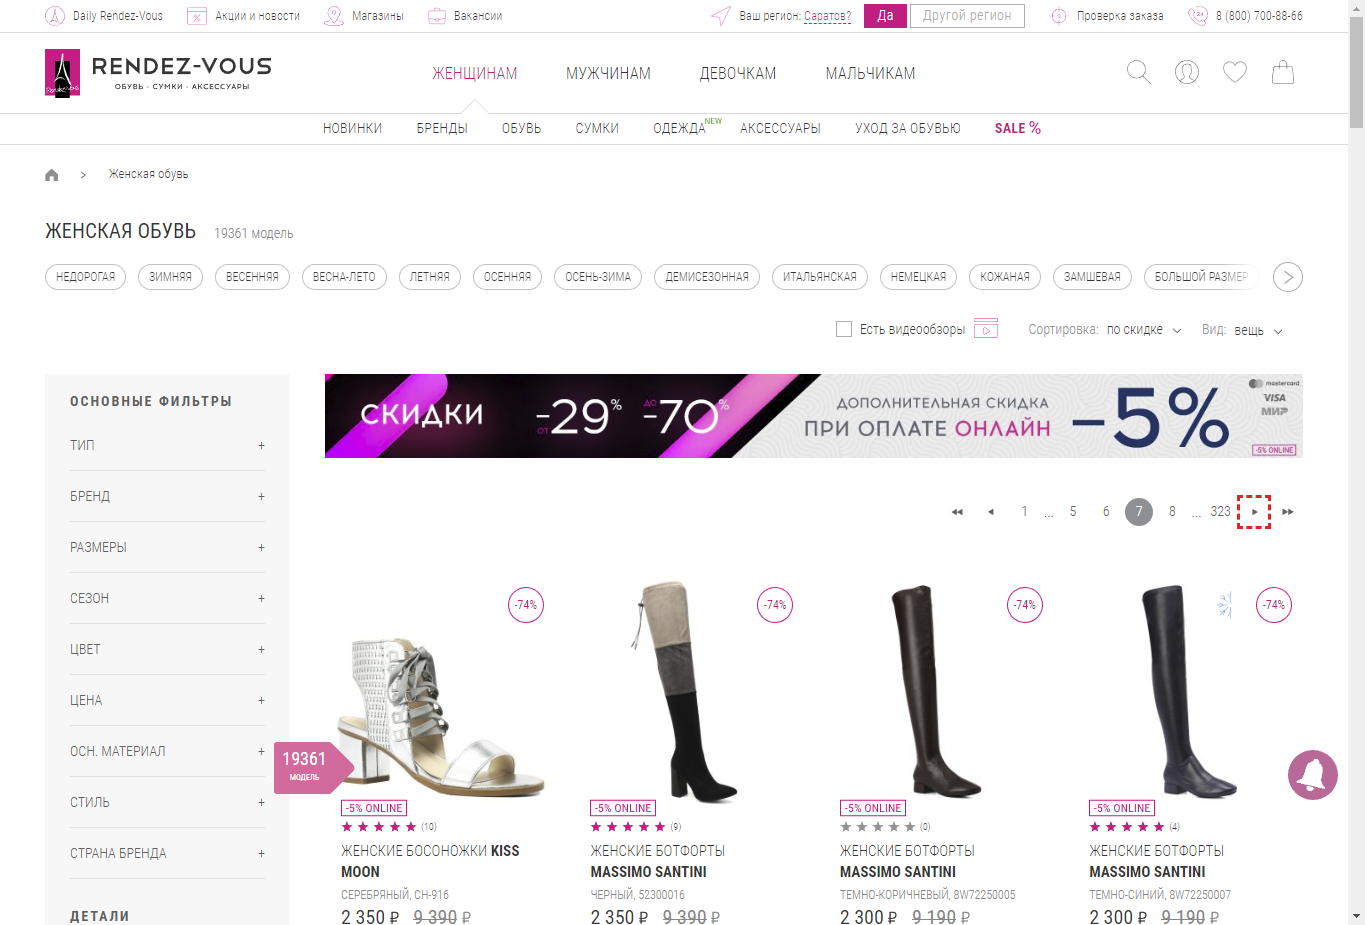 Daily Rendez-Vous Акции и новости Магазины Вакансии Ваш регион: Саратов? Да Другой регион Проверка заказа 8 (800) 700-88-66
RENDEZ-VOUS
ОБУВЬ · СУМКИ · АКСЕССУАРЫ
ЖЕНЩИНАМ МУЖЧИНАМ ДЕВОЧКАМ МАЛЬЧИКАМ
НОВИНКИ БРЕНДЫ ОБУВЬ СУМКИ ОДЕЖДА NEW АКСЕССУАРЫ УХОД ЗА ОБУВЬЮ SALE %
> Женская обувь
ЖЕНСКАЯ ОБУВЬ 19361 модель
НЕДОРОГАЯ ЗИМНЯЯ ВЕСЕННЯЯ ВЕСНА-ЛЕТО ЛЕТНЯЯ ОСЕННЯЯ ОСЕНЬ-ЗИМА ДЕМИСЕЗОННАЯ ИТАЛЬЯНСКАЯ НЕМЕЦКАЯ КОЖАНАЯ ЗАМШЕВАЯ БОЛЬШОЙ РАЗМЕР
Есть видеообзоры Сортировка: по скидке Вид: вещь
ОСНОВНЫЕ ФИЛЬТРЫ
ТИП +
БРЕНД +
РАЗМЕРЫ +
СЕЗОН +
ЦВЕТ +
ЦЕНА +
ОСН. МАТЕРИАЛ +
СТИЛЬ +
СТРАНА БРЕНДА +
ДЕТАЛИ
19361
МОДЕЛЬ
СКИДКИ ОТ -29% ДО -70%
ДОПОЛНИТЕЛЬНАЯ СКИДКА
ПРИ ОПЛАТЕ ОНЛАЙН
-5%
mastercard
VISA
МИР
-5% ONLINE
1 ... 5 6 7 8 ... 323
-74%
-5% ONLINE
(10)
ЖЕНСКИЕ БОСОНОЖКИ KISS
MOON
СЕРЕБРЯНЫЙ, CH-916
2 350 ₽ 9 390 ₽
-74%
-5% ONLINE
(9)
ЖЕНСКИЕ БОТФОРТЫ
MASSIMO SANTINI
ЧЕРНЫЙ, 52300016
2 350 ₽ 9 390 ₽
-74%
-5% ONLINE
(0)
ЖЕНСКИЕ БОТФОРТЫ
MASSIMO SANTINI
ТЕМНО-КОРИЧНЕВЫЙ, 8W72250005
2 300 ₽ 9 190 ₽
-74%
-5% ONLINE
(4)
ЖЕНСКИЕ БОТФОРТЫ
MASSIMO SANTINI
ТЕМНО-СИНИЙ, 8W72250007
2 300 ₽ 9 190 ₽